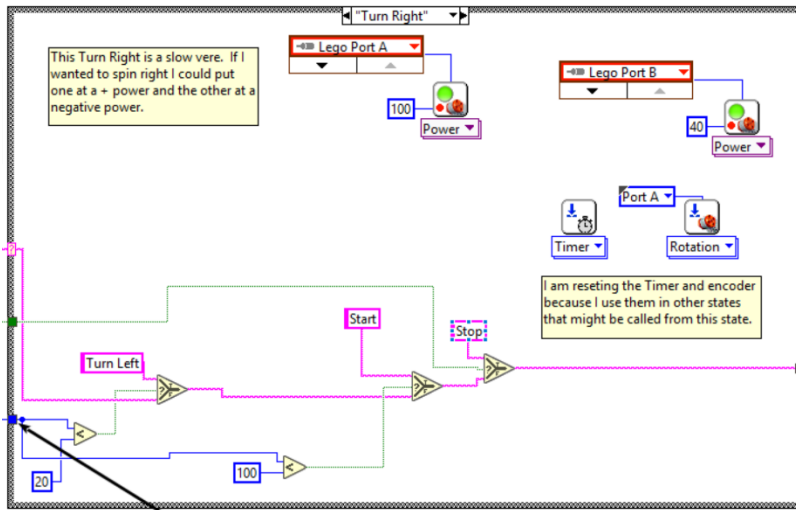 "Turn Right"
This Turn Right is a slow vere. If I
wanted to spin right I could put
one at a + power and the other at a
negative power.
Lego Port A
100
Power
Lego Port B
40
Power
Port A
Timer
Rotation
I am reseting the Timer and encoder
because I use them in other states
that might be called from this state.
?
Start
Stop
Turn Left
?
?
?
<
20
100
<